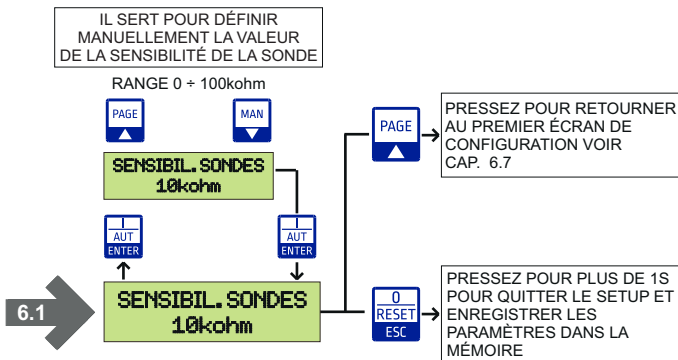 IL SERT POUR DÉFINIR
MANUELLEMENT LA VALEUR
DE LA SENSIBILITÉ DE LA SONDE
RANGE 0 ÷ 100kohm
PAGE
MAN
SENSIBIL.SONDES
10kohm
I
AUT
ENTER
I
AUT
ENTER
6.1
SENSIBIL.SONDES
10kohm
PAGE
PRESSEZ POUR RETOURNER
AU PREMIER ÉCRAN DE
CONFIGURATION VOIR
CAP. 6.7
0
RESET
ESC
PRESSEZ POUR PLUS DE 1S
POUR QUITTER LE SETUP ET
ENREGISTRER LES
PARAMÈTRES DANS LA
MÉMOIRE